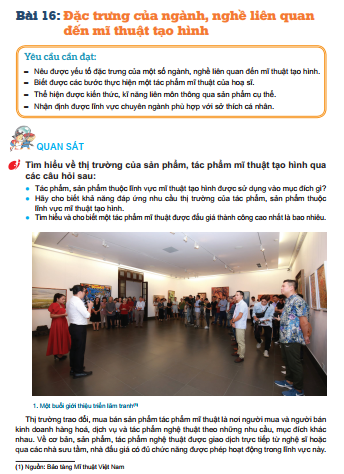 Bài 16: Đặc trưng của ngành, nghề liên quan
đến mĩ thuật tạo hình
Yêu cầu cần đạt:
– Nêu được yếu tố đặc trưng của một số ngành, nghề liên quan đến mĩ thuật tạo hình.
– Biết được các bước thực hiện một tác phẩm mĩ thuật của hoạ sĩ.
– Thể hiện được kiến thức, kĩ năng liên môn thông qua sản phẩm cụ thể.
– Nhận định được lĩnh vực chuyên ngành phù hợp với sở thích cá nhân.
QUAN SÁT
Tìm hiểu về thị trường của sản phẩm, tác phẩm mĩ thuật tạo hình qua
các câu hỏi sau:
• Tác phẩm, sản phẩm thuộc lĩnh vực mĩ thuật tạo hình được sử dụng vào mục đích gì?
• Hãy cho biết khả năng đáp ứng nhu cầu thị trường của tác phẩm, sản phẩm thuộc
lĩnh vực mĩ thuật tạo hình.
• Tìm hiểu và cho biết một tác phẩm mĩ thuật được đấu giá thành công cao nhất là bao nhiêu.
1. Một buổi giới thiệu triển lãm tranh(1)
Thị trường trao đổi, mua bán sản phẩm tác phẩm mĩ thuật là nơi người mua và người bán
kinh doanh hàng hoá, dịch vụ và tác phẩm nghệ thuật theo những nhu cầu, mục đích khác
nhau. Về cơ bản, sản phẩm, tác phẩm nghệ thuật được giao dịch trực tiếp từ nghệ sĩ hoặc
qua các nhà sưu tầm, nhà đấu giá có đủ chức năng được phép hoạt động trong lĩnh vực này.
(1) Nguồn: Bảo tàng Mĩ thuật Việt Nam